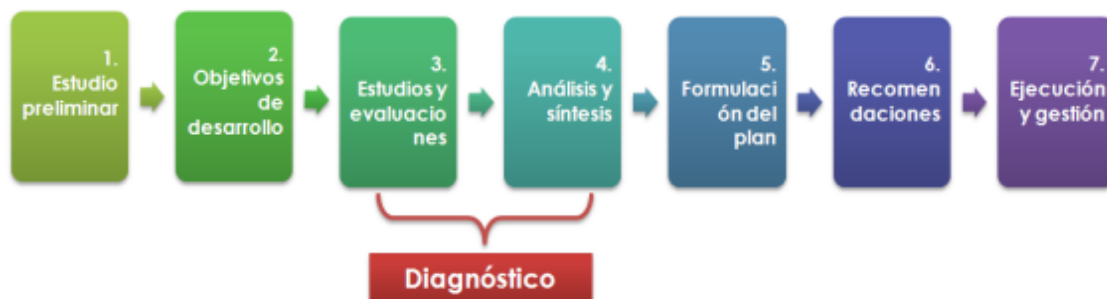 1.
Estudio
preliminar
2.
Objetivos
de
desarrollo
3.
Estudios y
evaluacio
nes
4.
Análisis y
síntesis
5.
Formulaci
ón del
plan
6.
Recomen
daciones
7.
Ejecución
y gestión
Diagnóstico